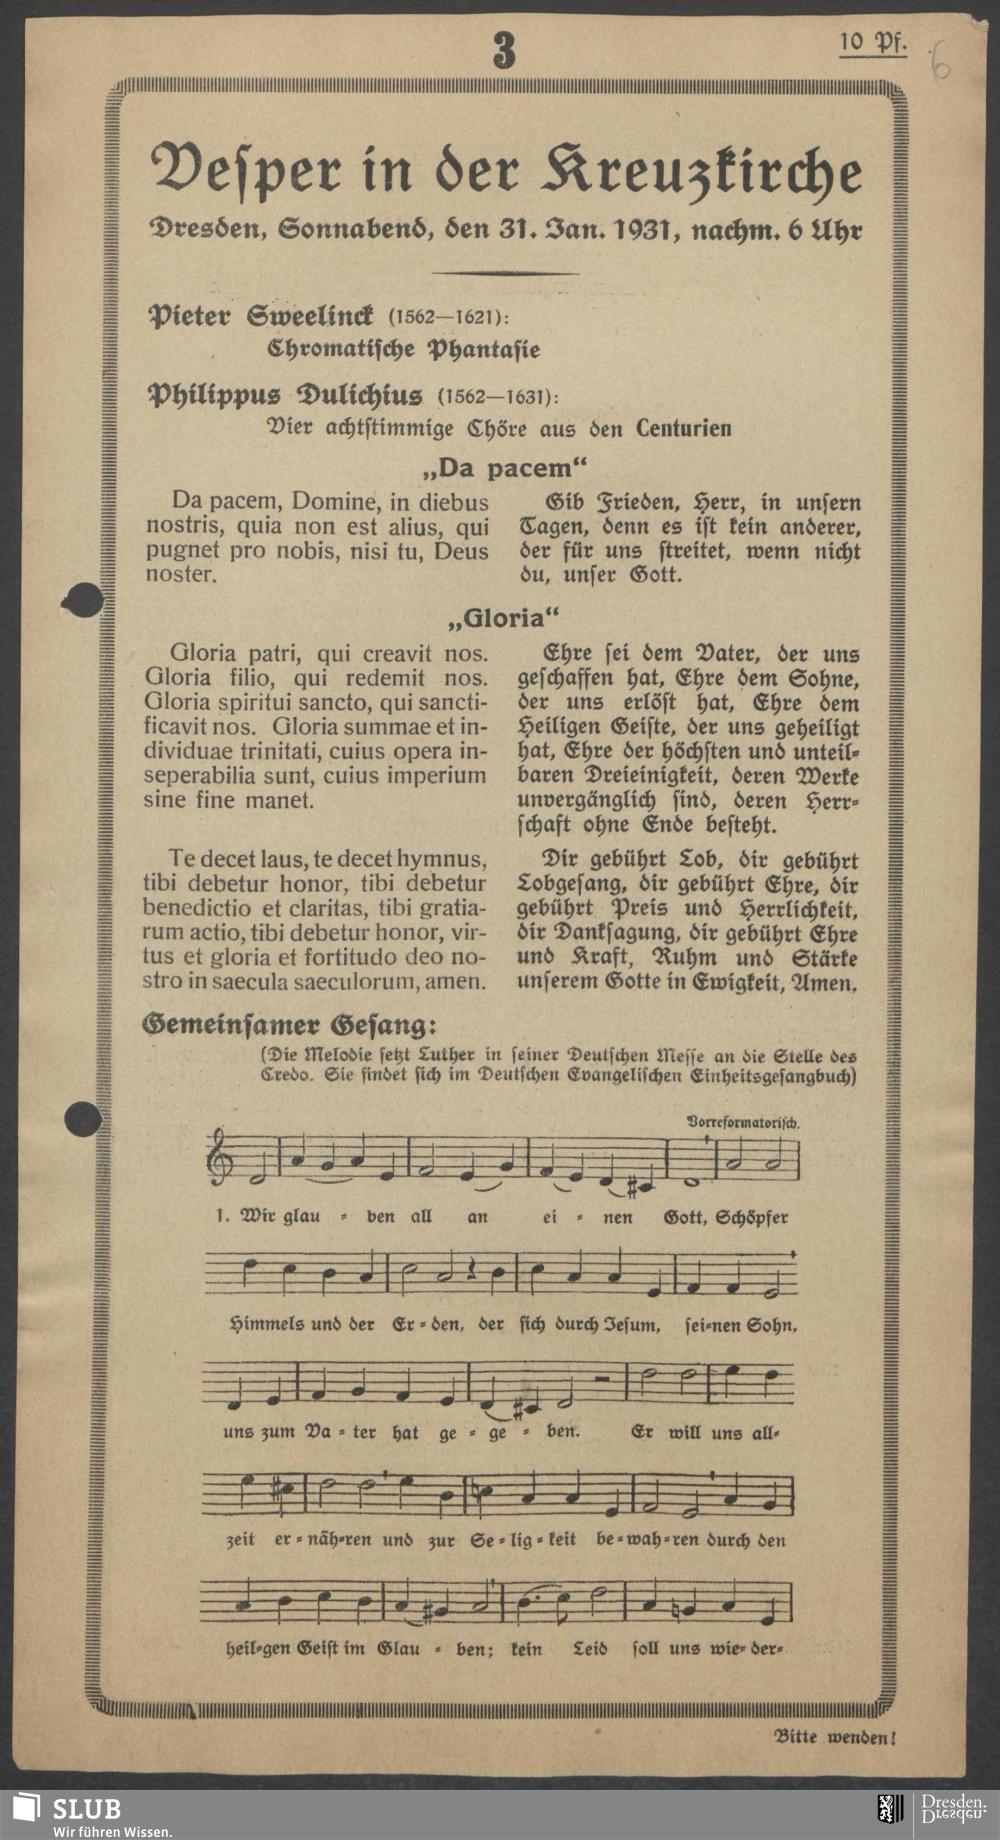 3
10 Pf.
6
Vesper in der Kreuzkirche
Dresden, Sonnabend, den 31. Jan. 1931, nachm. 6 Uhr
Pieter Sweelinck (1562—1621):
Chromatische Phantasie
Philippus Dulichius (1562—1631):
Vier achtstimmige Chöre aus den Centurien
„Da pacem“
Da pacem, Domine, in diebus
nostris, quia non est alius, qui
pugnet pro nobis, nisi tu, Deus
noster.
Gib Frieden, Herr, in unsern
Tagen, denn es ist kein anderer,
der für uns streitet, wenn nicht
du, unser Gott.
„Gloria“
Gloria patri, qui creavit nos.
Gloria filio, qui redemit nos.
Gloria spiritui sancto, qui sancti-
ficavit nos. Gloria summae et in-
dividuae trinitati, cuius opera in-
seperabilia sunt, cuius imperium
sine fine manet.
Ehre sei dem Vater, der uns
geschaffen hat, Ehre dem Sohne,
der uns erlöst hat, Ehre dem
Heiligen Geiste, der uns geheiligt
hat, Ehre der höchsten und unteil-
baren Dreieinigkeit, deren Werke
unvergänglich sind, deren Herr-
schaft ohne Ende besteht.
Te decet laus, te decet hymnus,
tibi debetur honor, tibi debetur
benedictio et claritas, tibi gratia-
rum actio, tibi debetur honor, vir-
tus et gloria et fortitudo deo no-
stro in saecula saeculorum, amen.
Dir gebührt Lob, dir gebührt
Lobgesang, dir gebührt Ehre, dir
gebührt Preis und Herrlichkeit,
dir Danksagung, dir gebührt Ehre
und Kraft, Ruhm und Stärke
unserem Gotte in Ewigkeit, Amen.
Gemeinsamer Gesang:
(Die Melodie setzt Luther in seiner Deutschen Messe an die Stelle des
Credo. Sie findet sich im Deutschen Evangelischen Einheitsgesangbuch)
Vorreformatorisch.
1. Wir glau - ben all an ei - nen Gott, Schöpfer
Himmels und der Er-den, der sich durch Jesum, sei-nen Sohn,
uns zum Va - ter hat ge - ge - ben. Er will uns all-
zeit er-näh-ren und zur Se-lig-keit be-wah-ren durch den
heil-gen Geist im Glau - ben; kein Leid soll uns wie-der-
Bitte wenden!
SLUB
Wir führen Wissen.
Dresden.
Dresden.